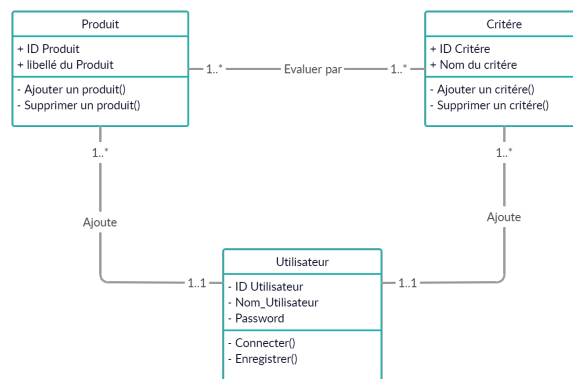 Produit
+ ID Produit
+ libellé du Produit
- Ajouter un produit()
- Supprimer un produit()
1..*
Evaluer par
1..*
Critére
+ ID Critére
+ Nom du critére
- Ajouter un critére()
- Supprimer un critére()
1..*
Ajoute
1..1
1..*
Ajoute
1..1
Utilisateur
- ID Utilisateur
- Nom_Utilisateur
- Password
- Connecter()
- Enregistrer()